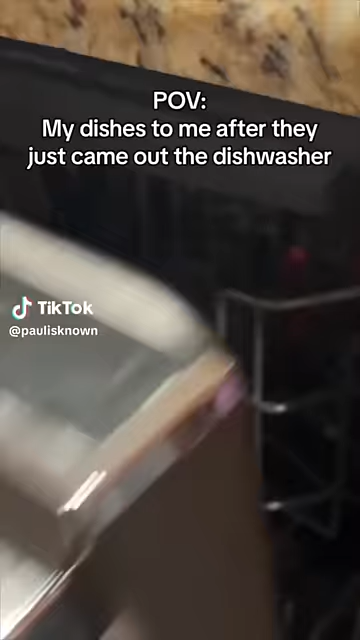 POV:
My dishes to me after they
just came out the dishwasher
TikTok
@paulisknown